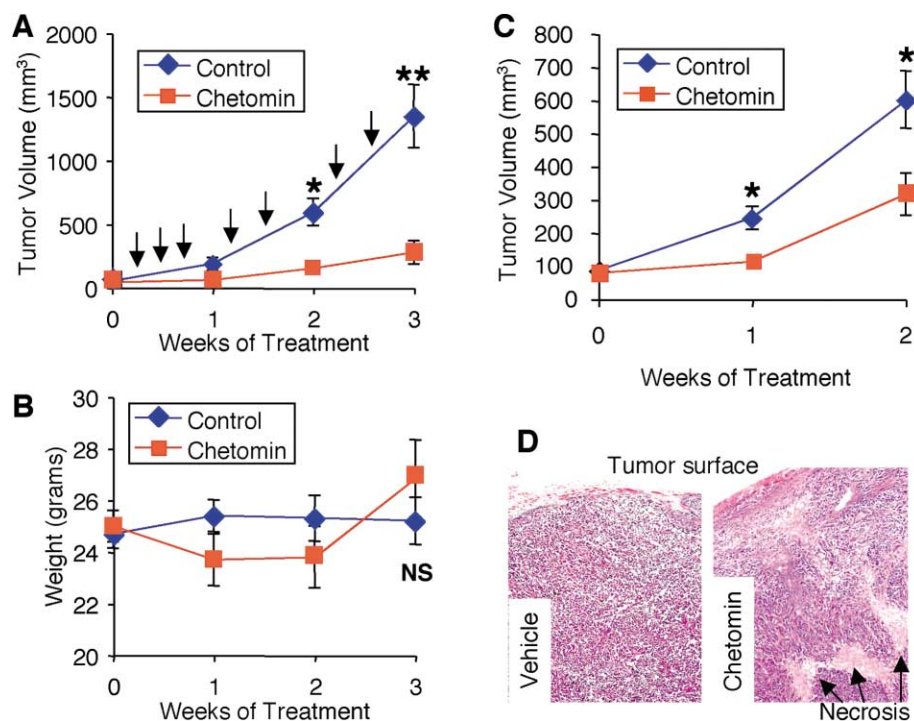 A
Tumor Volume (mm³)
2000
1500
1000
500
0
Control
Chetomin
*
**
0 1 2 3
Weeks of Treatment
B
Weight (grams)
30
28
26
24
22
20
Control
Chetomin
NS
0 1 2 3
Weeks of Treatment
C
Tumor Volume (mm³)
800
700
600
500
400
300
200
100
0
Control
Chetomin
*
*
0 1 2
Weeks of Treatment
D
Tumor surface
Vehicle
Chetomin
Necrosis